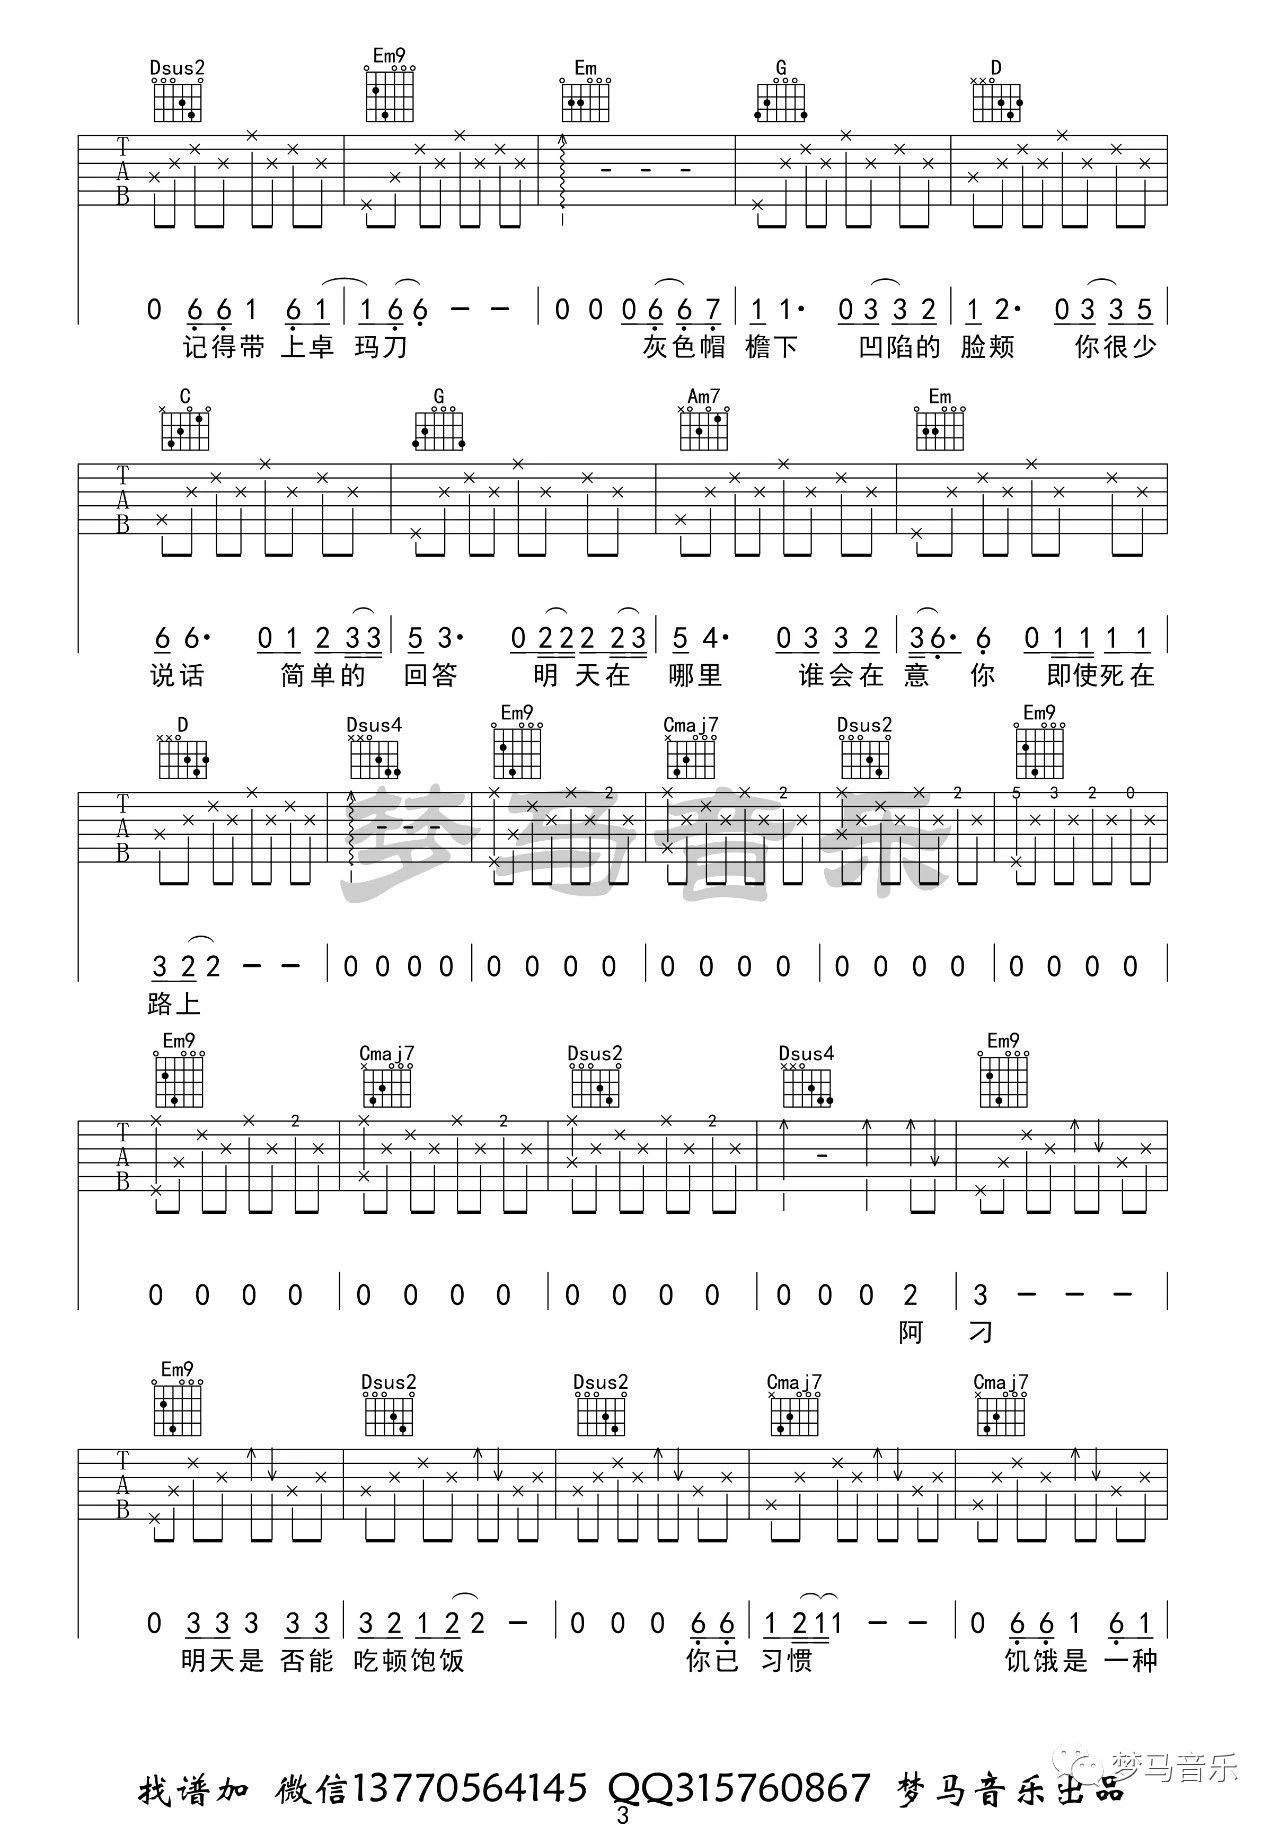 Dsus2 Em9 Em G D
T
A
B
0 6 6 1 6 1 1 6 6 – – 0 0 0 6 6 7 1 1· 0 3 3 2 1 2· 0 3 3 5
记得带 上卓 玛刀 灰色帽 檐下 凹陷的 脸颊 你很少
C G Am7 Em
T
A
B
6 6· 0 1 2 3 3 5 3· 0 2 2 2 2 3 5 4· 0 3 3 2 3 6· 6 0 1 1 1 1
说话 简单的 回答 明 天在 哪里 谁会在 意 你 即使死在
D Dsus4 Em9 Cmaj7 Dsus2 Em9
T
A
B
2 2 2 5 3 2 0
梦马音乐
3 2 2 – – 0 0 0 0 0 0 0 0 0 0 0 0 0 0 0 0 0 0 0 0
路上
Em9 Cmaj7 Dsus2 Dsus4 Em9
T
A
B
2 2 2
0 0 0 0 0 0 0 0 0 0 0 0 0 0 0 2 3 – – –
阿 刁
Em9 Dsus2 Dsus2 Cmaj7 Cmaj7
T
A
B
0 3 3 3 3 3 3 2 1 2 2 – 0 0 0 6 6 1 2 1 1 – – 0 6 6 1 6 1
明天是 否能 吃顿饱饭 你已 习惯 饥饿是 一种
梦马音乐
找谱加 微信13770564145 QQ315760867 梦马音乐出品
3